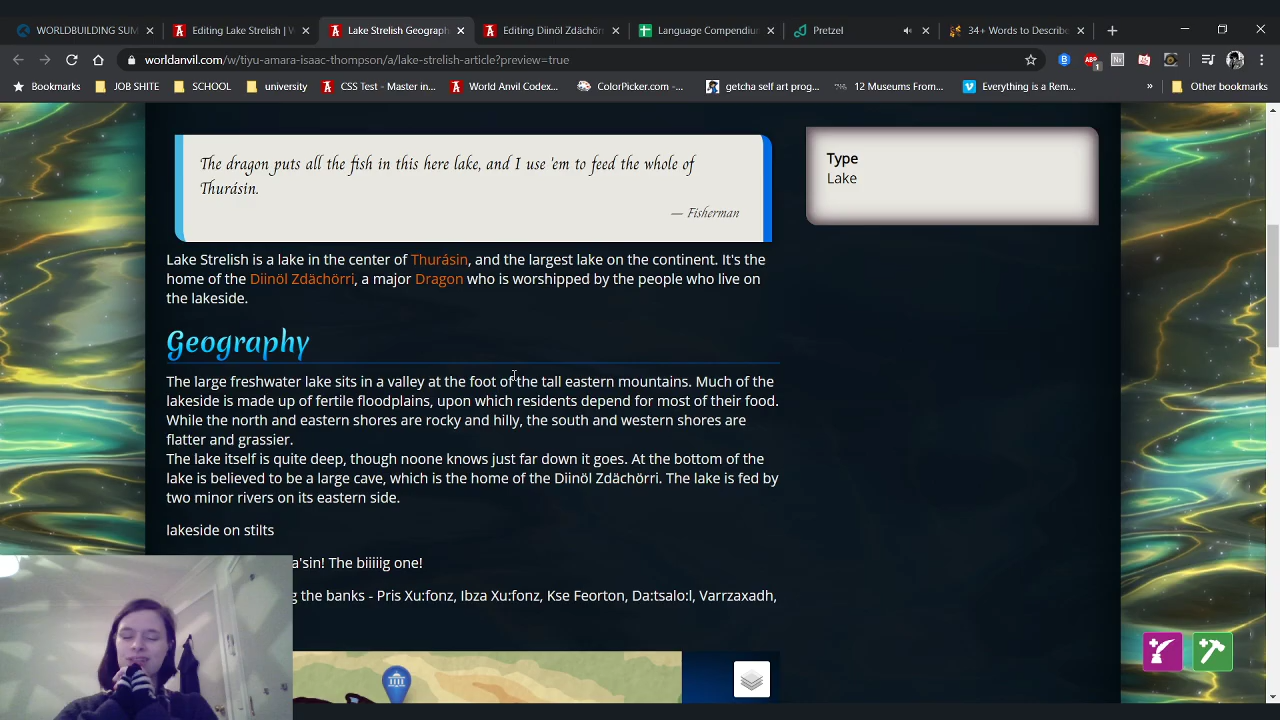 WORLDBUILDING SUM
Editing Lake Strelish | W
Lake Strelish Geograph
Editing Diinöl Zdächörr
Language Compendiu
Pretzel
34+ Words to Describe
worldanvil.com/w/tiyu-amara-isaac-thompson/a/lake-strelish-article?preview=true
ABP
1
Bookmarks
JOB SHITE
SCHOOL
university
CSS Test - Master in...
World Anvil Codex...
ColorPicker.com -...
getcha self art prog...
12 Museums From...
Everything is a Rem...
»
Other bookmarks
The dragon puts all the fish in this here lake, and I use 'em to feed the whole of
Thurásin.
— Fisherman
Type
Lake
Lake Strelish is a lake in the center of Thurásin, and the largest lake on the continent. It's the
home of the Diinöl Zdächörri, a major Dragon who is worshipped by the people who live on
the lakeside.
Geography
The large freshwater lake sits in a valley at the foot of the tall eastern mountains. Much of the
lakeside is made up of fertile floodplains, upon which residents depend for most of their food.
While the north and eastern shores are rocky and hilly, the south and western shores are
flatter and grassier.
The lake itself is quite deep, though noone knows just far down it goes. At the bottom of the
lake is believed to be a large cave, which is the home of the Diinöl Zdächörri. The lake is fed by
two minor rivers on its eastern side.
lakeside on stilts
a'sin! The biiiiig one!
g the banks - Pris Xu:fonz, Ibza Xu:fonz, Kse Feorton, Da:tsalo:l, Varrzaxadh,